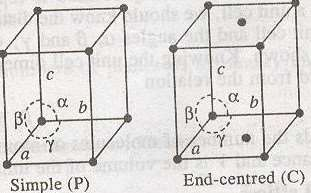 c
α
b
β
γ
a
Simple (P)
c
α
b
β
a
End-centred (C)